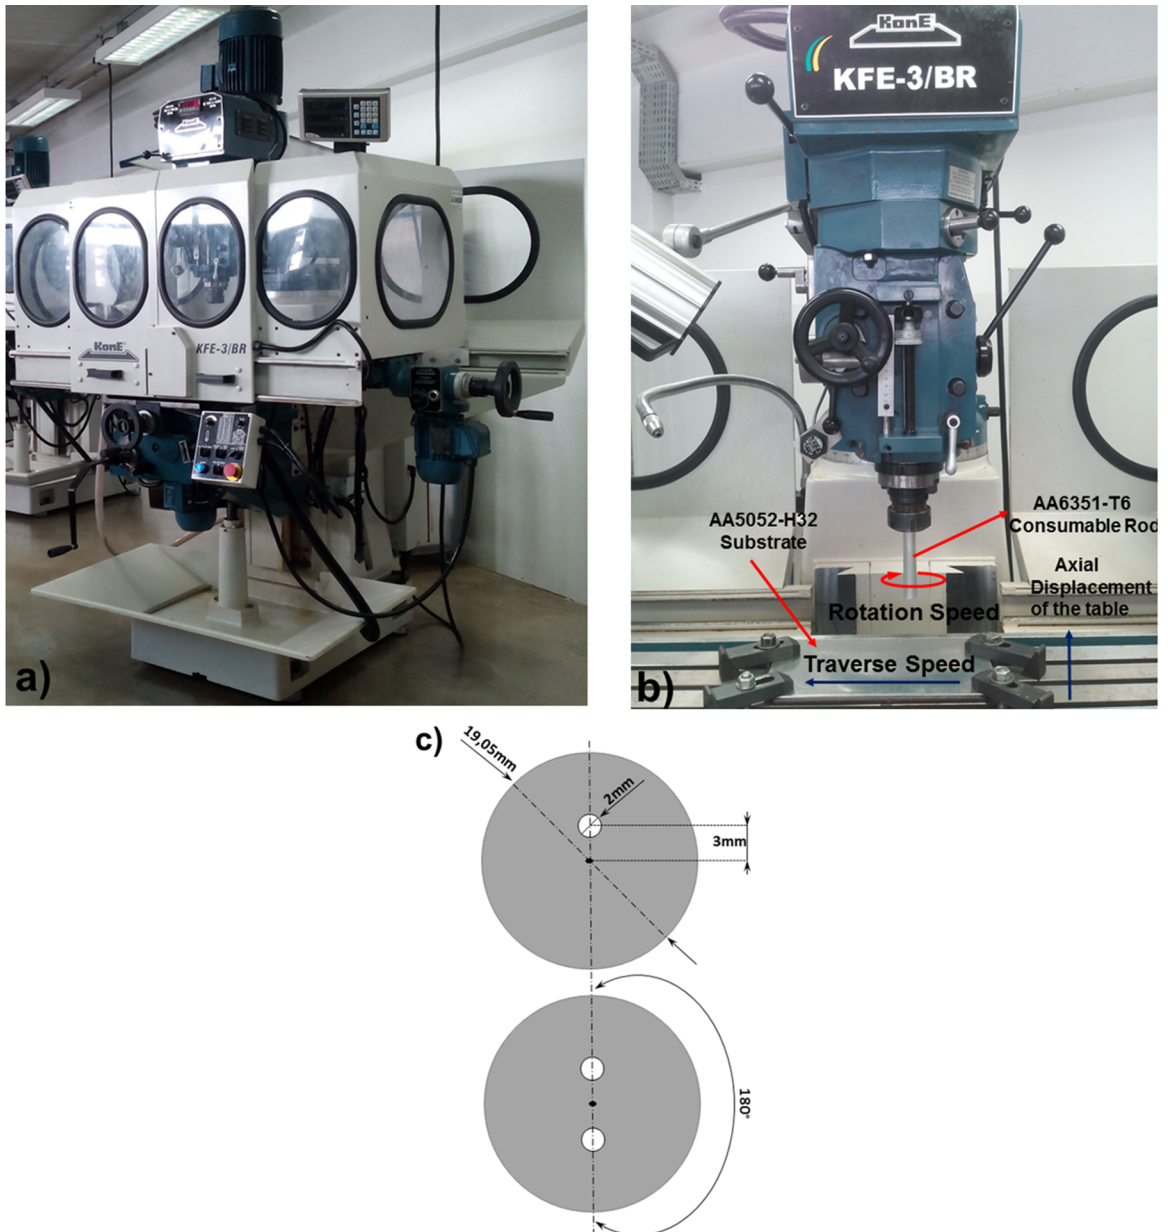 KonE
KonE
KFE-3/BR
a)
KonE
KFE-3/BR
AA5052-H32
Substrate
AA6351-T6
Consumable Rod
Axial
Displacement
of the table
Rotation Speed
Traverse Speed
b)
c)
19,05mm
2mm
3mm
180°